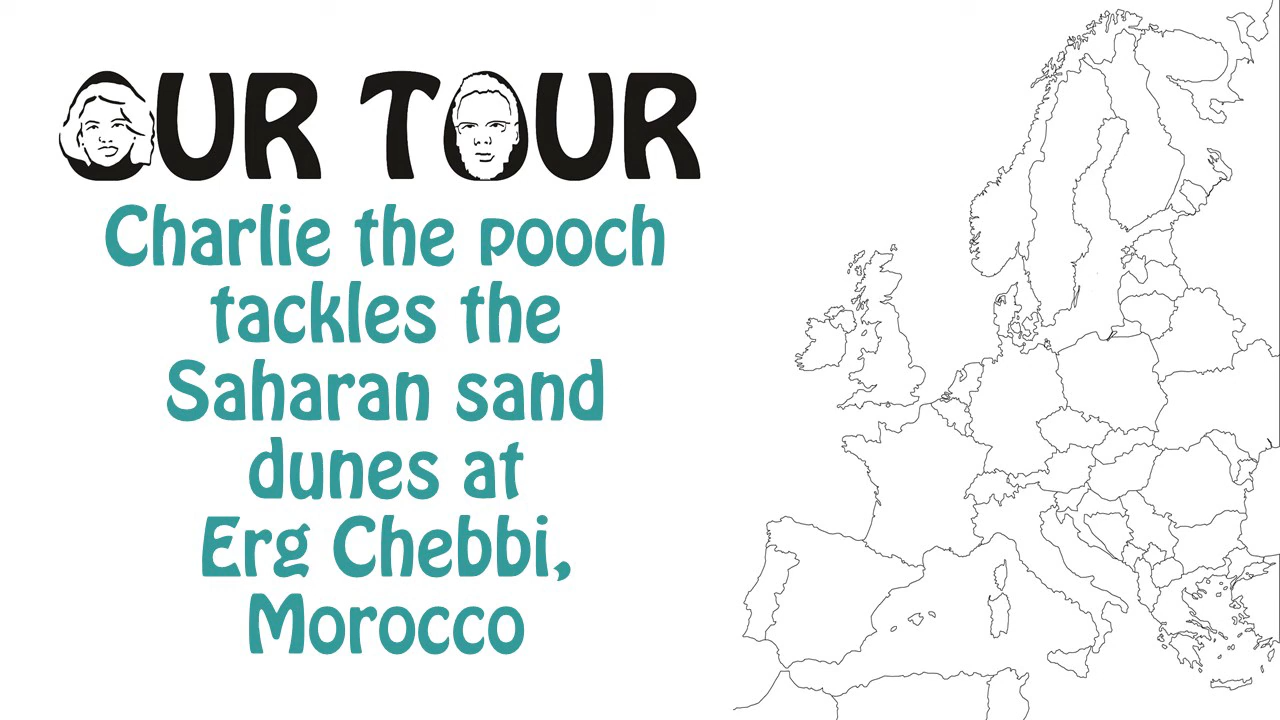 OUR TOUR
Charlie the pooch
tackles the
Saharan sand
dunes at
Erg Chebbi,
Morocco